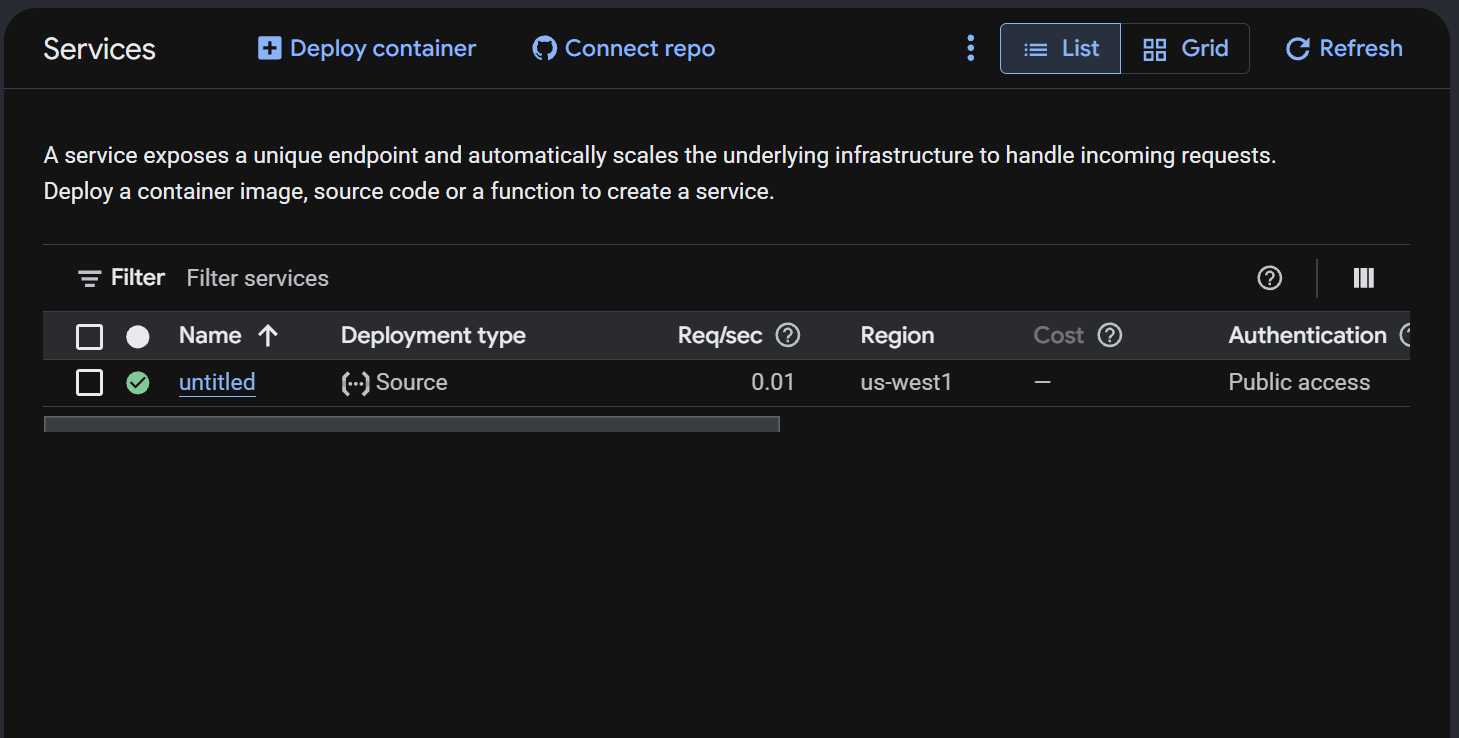 Services Deploy container Connect repo List Grid Refresh
A service exposes a unique endpoint and automatically scales the underlying infrastructure to handle incoming requests.
Deploy a container image, source code or a function to create a service.
Filter Filter services
Name Deployment type Req/sec Region Cost Authentication
untitled Source 0.01 us-west1 — Public access